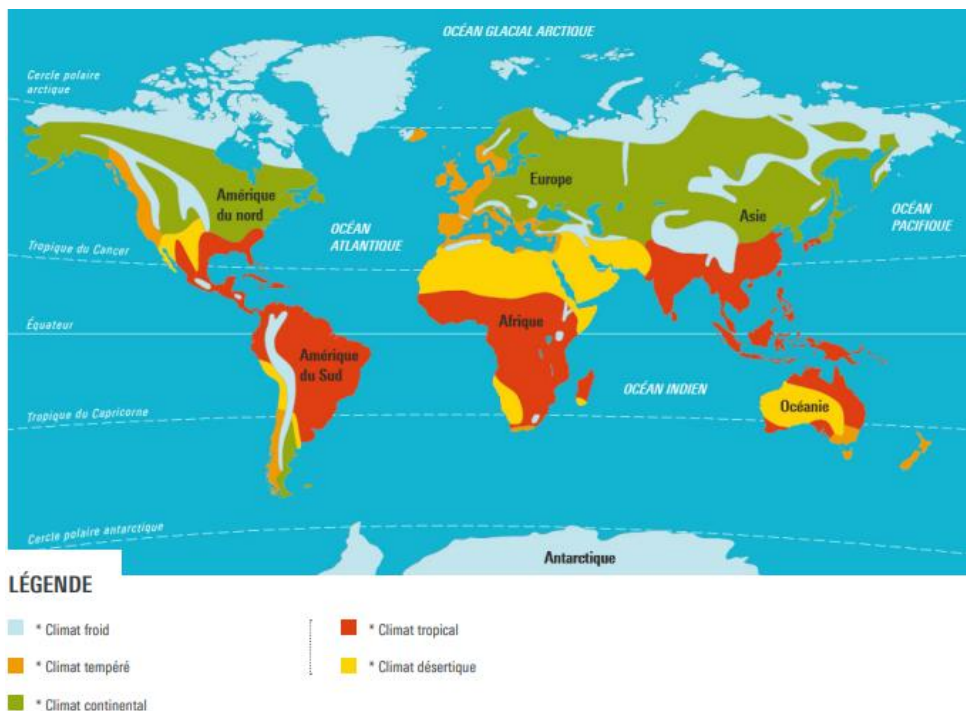 OCÉAN GLACIAL ARCTIQUE
Cercle polaire
arctique
Amérique
du nord
Europe
Asie
OCÉAN
ATLANTIQUE
OCÉAN
PACIFIQUE
Tropique du Cancer
Équateur
Afrique
Amérique
du Sud
OCÉAN INDIEN
Océanie
Tropique du Capricorne
Cercle polaire antarctique
Antarctique
LÉGENDE
* Climat froid
* Climat tempéré
* Climat continental
* Climat tropical
* Climat désertique